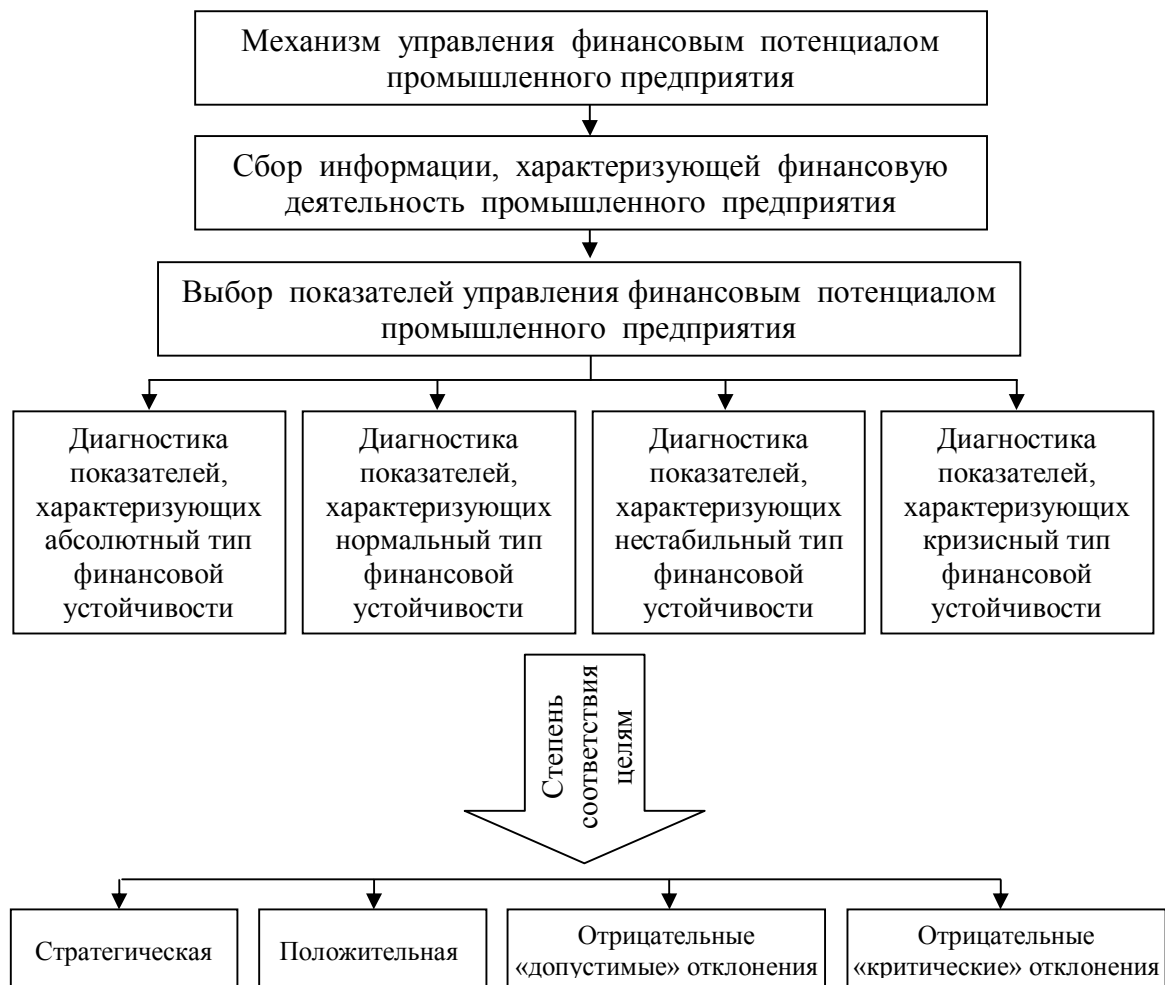 Механизм управления финансовым потенциалом
промышленного предприятия
Сбор информации, характеризующей финансовую
деятельность промышленного предприятия
Выбор показателей управления финансовым потенциалом
промышленного предприятия
Диагностика
показателей,
характеризующих
абсолютный тип
финансовой
устойчивости
Диагностика
показателей,
характеризующих
нормальный тип
финансовой
устойчивости
Диагностика
показателей,
характеризующих
нестабильный тип
финансовой
устойчивости
Диагностика
показателей,
характеризующих
кризисный тип
финансовой
устойчивости
Степень
соответствия
целям
Стратегическая
Положительная
Отрицательные
«допустимые» отклонения
Отрицательные
«критические» отклонения